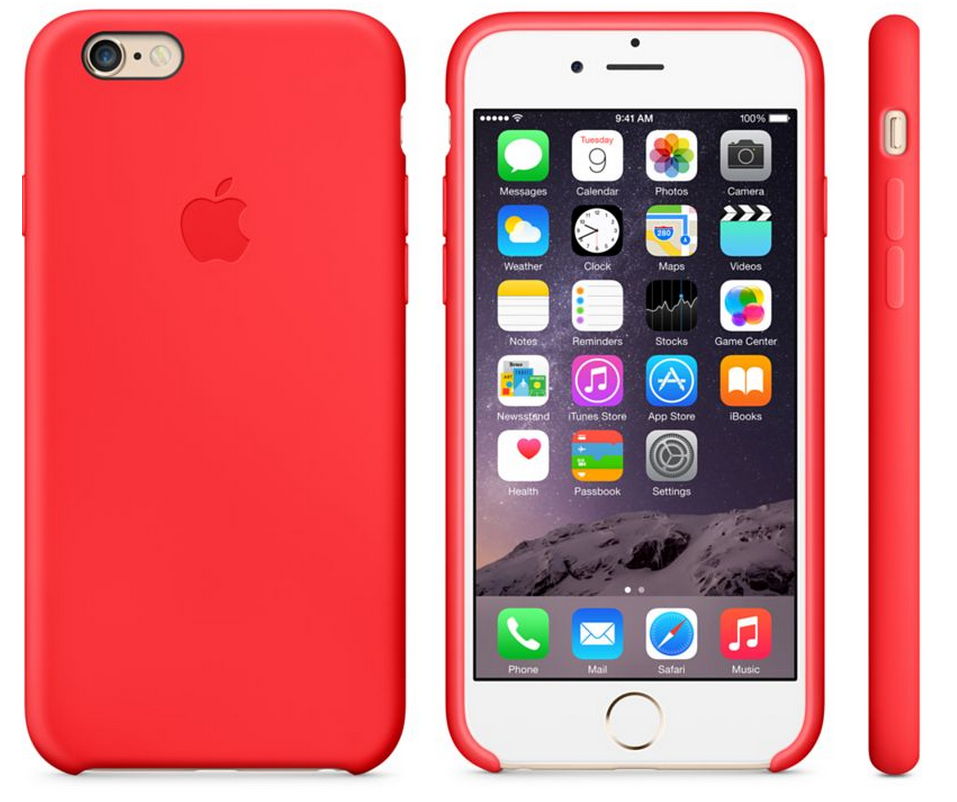 9:41 AM 100%
Tuesday
9
Messages Calendar Photos Camera
280
Weather Clock Maps Videos
Notes Reminders Stocks Game Center
Newsstand iTunes Store App Store iBooks
Health Passbook Settings
Phone Mail Safari Music